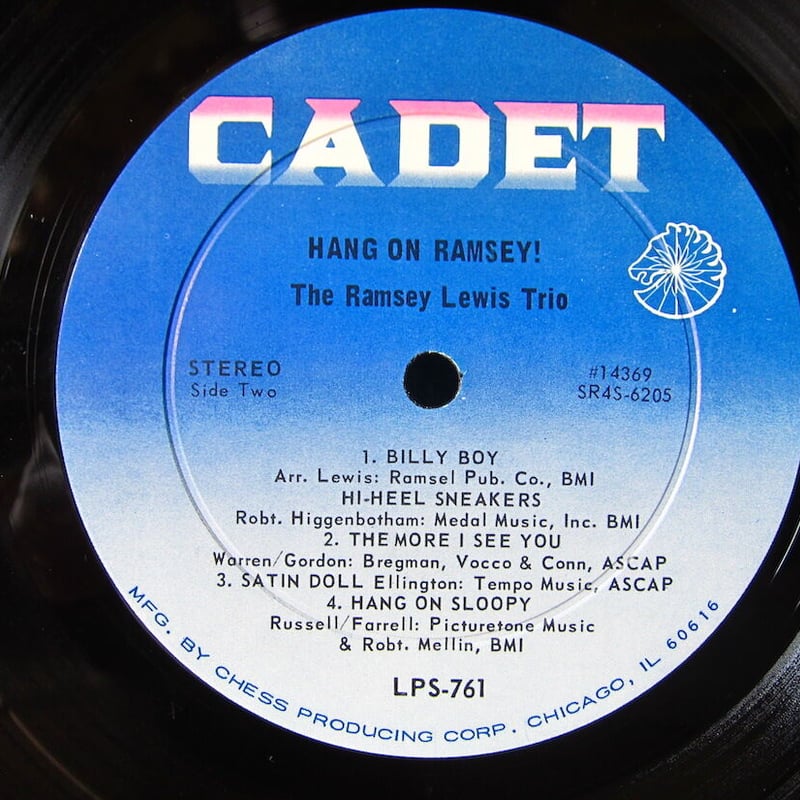 CADET
HANG ON RAMSEY!
The Ramsey Lewis Trio
STEREO
Side Two
#14369
SR4S-6205
1. BILLY BOY
Arr. Lewis: Ramsel Pub. Co., BMI
HI-HEEL SNEAKERS
Robt. Higgenbotham: Medal Music, Inc. BMI
2. THE MORE I SEE YOU
Warren/Gordon: Bregman, Vocco & Conn, ASCAP
3. SATIN DOLL Ellington: Tempo Music, ASCAP
4. HANG ON SLOOPY
Russell/Farrell: Picturetone Music
& Robt. Mellin, BMI
LPS-761
MFG. BY CHESS PRODUCING CORP. CHICAGO, IL 60616